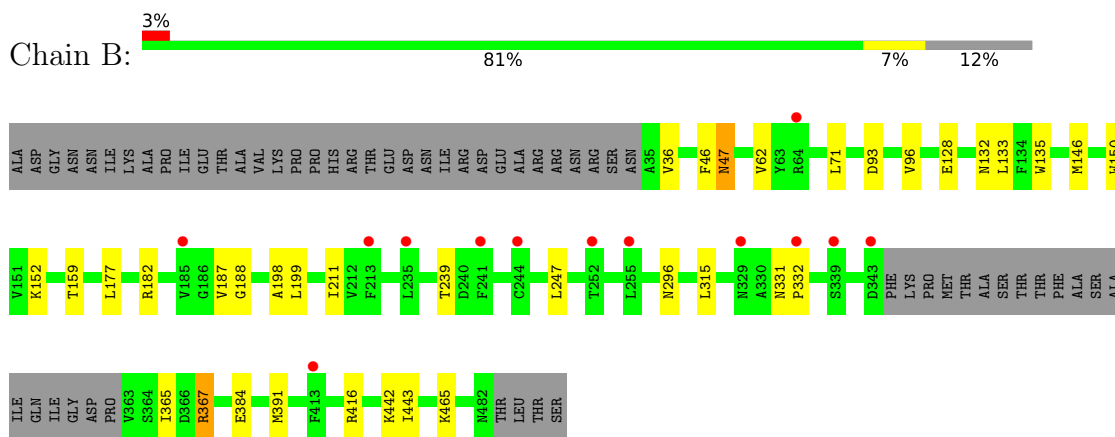 3%
Chain B:
81% 7% 12%
ALA ASP GLY ASN ASN ILE LYS ALA PRO ILE GLU THR ALA VAL LYS PRO PRO HIS ARG THR GLU ASP ASN ILE ARG ASP GLU ALA ARG ARG ASN ARG SER ASN A35 V36 F46 N47 V62 Y63 R64 L71 D93 V96 E128 N132 L133 F134 W135 M146 W150
V151 K152 T159 L177 R182 V185 G186 V187 G188 A198 L199 I211 V212 F213 L235 T239 D240 F241 C244 L247 T252 L255 N296 L315 N329 A330 N331 P332 S339 D343 PHE LYS PRO MET THR ALA SER THR THR PHE ALA SER ALA
ILE GLN ILE GLY ASP PRO V363 S364 I365 D366 R367 E384 M391 F413 R416 K442 I443 K465 N482 THR LEU THR SER